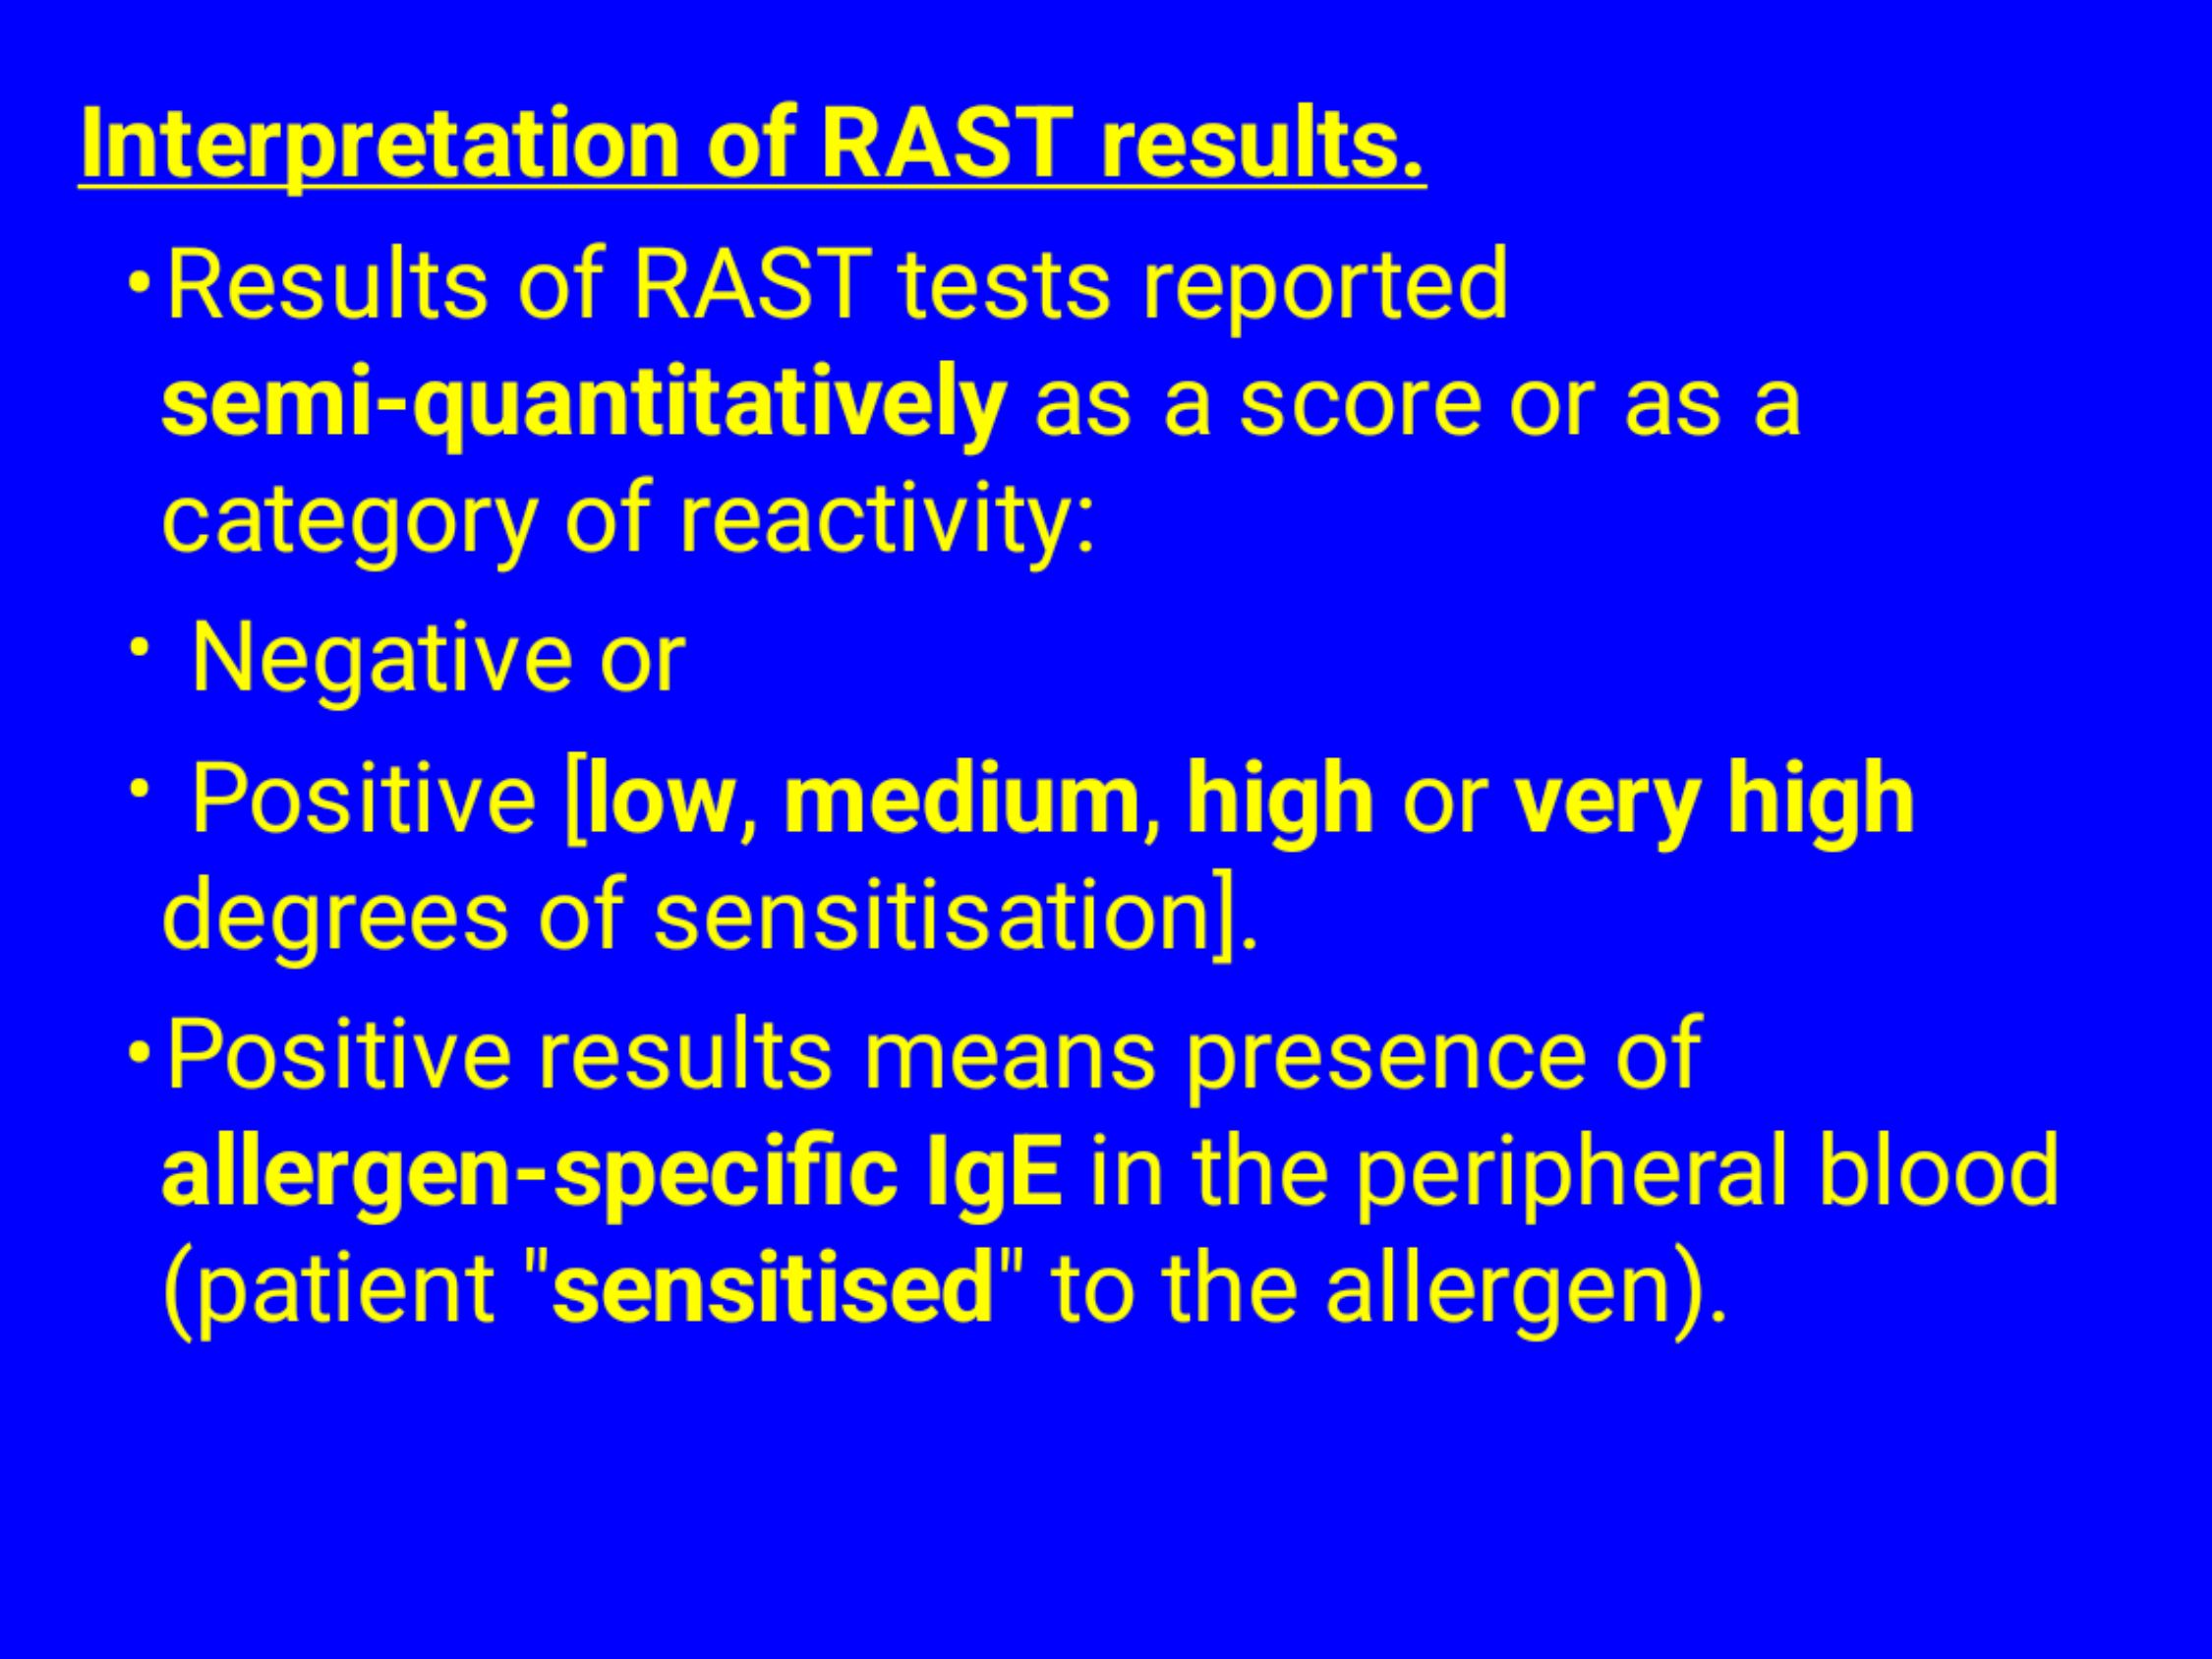 Interpretation of RAST results.
•Results of RAST tests reported
semi-quantitatively as a score or as a
category of reactivity:
• Negative or
• Positive [low, medium, high or very high
degrees of sensitisation].
•Positive results means presence of
allergen-specific IgE in the peripheral blood
(patient "sensitised" to the allergen).